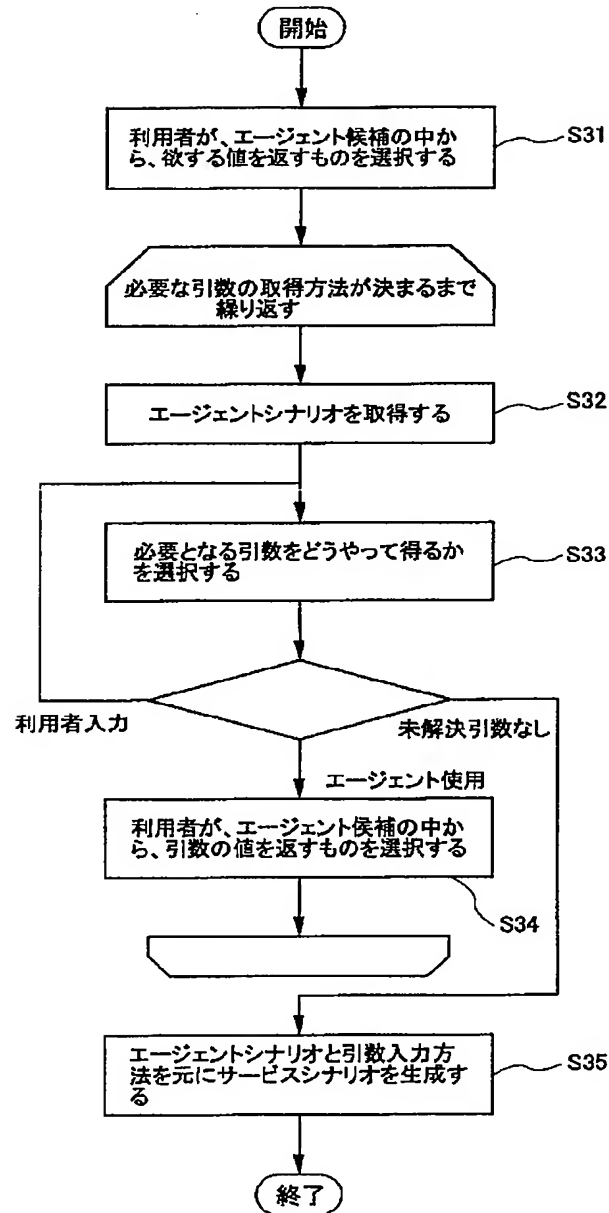 開始
利用者が、エージェント候補の中か
ら、欲する値を返すものを選択する
S31
必要な引数の取得方法が決まるまで
繰り返す
エージェントシナリオを取得する
S32
必要となる引数をどうやって得るか
を選択する
S33
利用者入力
未解決引数なし
エージェント使用
利用者が、エージェント候補の中か
ら、引数の値を返すものを選択する
S34
エージェントシナリオと引数入力方
法を元にサービスシナリオを生成す
る
S35
終了